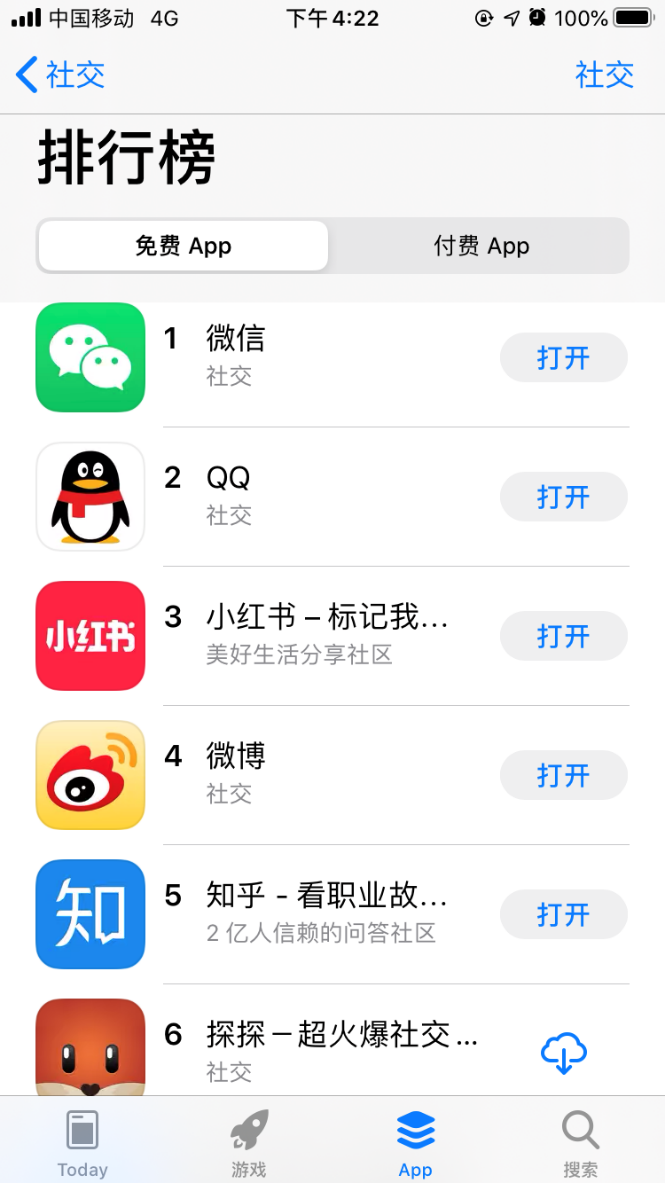 中国移动 4G 下午4:22 100%
社交 社交
排行榜
免费 App 付费 App
1 微信 打开
社交
2 QQ 打开
社交
小红书
3 小红书 – 标记我... 打开
美好生活分享社区
4 微博 打开
社交
知
5 知乎 - 看职业故... 打开
2 亿人信赖的问答社区
6 探探 – 超火爆社交...
社交
Today 游戏 App 搜索